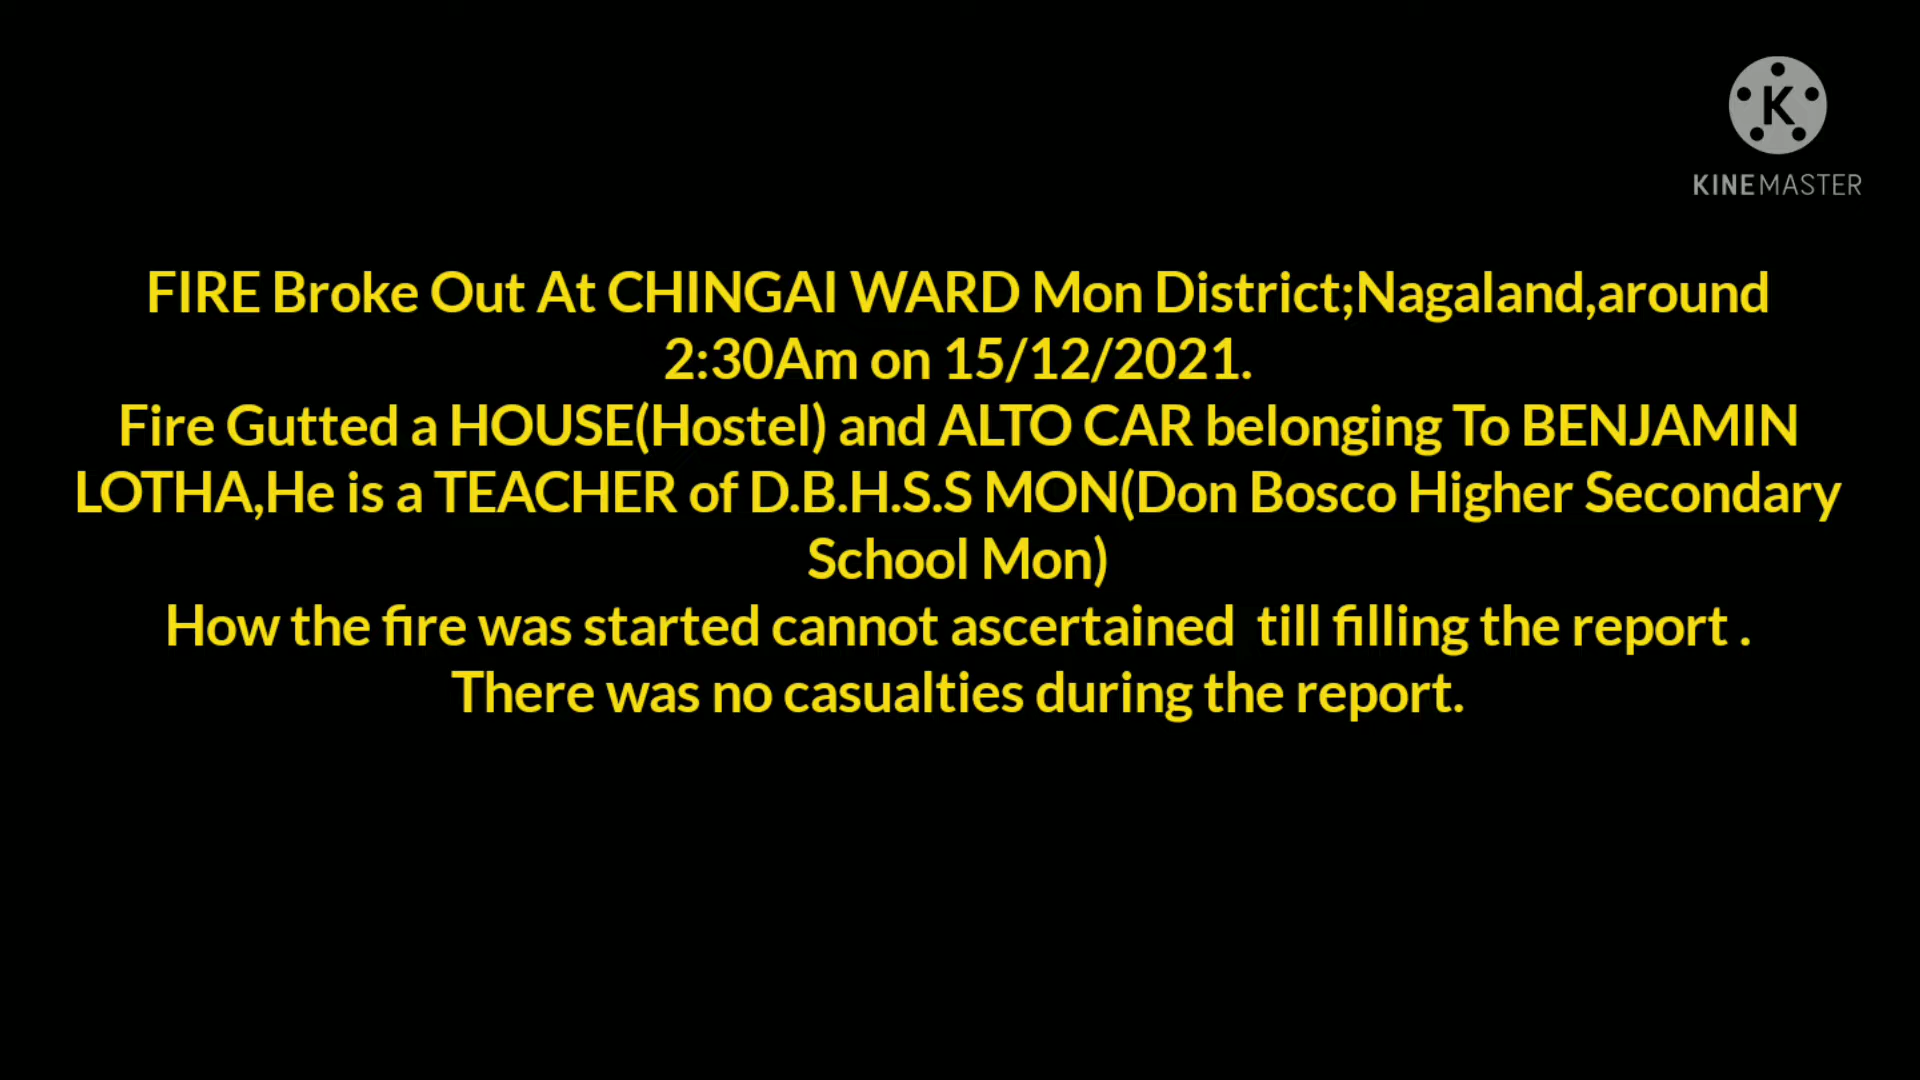 K
KINEMASTER
FIRE Broke Out At CHINGAI WARD Mon District;Nagaland,around
2:30Am on 15/12/2021.
Fire Gutted a HOUSE(Hostel) and ALTO CAR belonging To BENJAMIN
LOTHA,He is a TEACHER of D.B.H.S.S MON(Don Bosco Higher Secondary
School Mon)
How the fire was started cannot ascertained  till filling the report .
There was no casualties during the report.